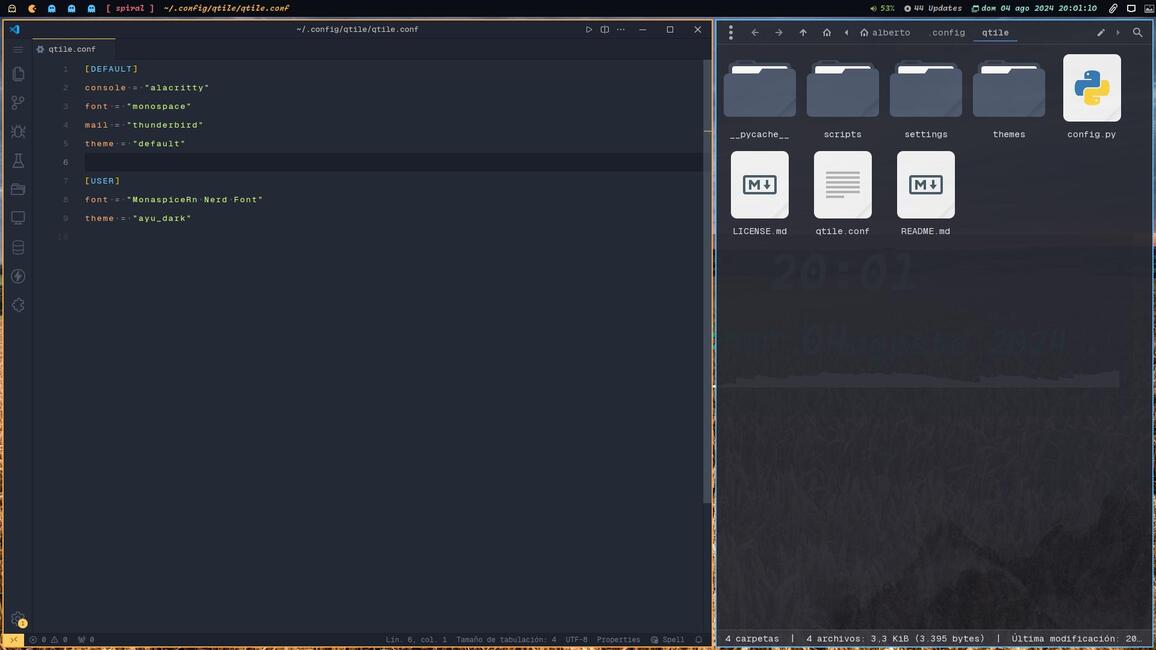 [ spiral ] ~/.config/qtile/qtile.conf
53% 44 Updates dom 04 ago 2024 20:01:10
~/.config/qtile/qtile.conf
qtile.conf
1 [DEFAULT]
2 console = "alacritty"
3 font = "monospace"
4 mail = "thunderbird"
5 theme = "default"
6
7 [USER]
8 font = "MonaspiceRn Nerd Font"
9 theme = "ayu_dark"
10
1
0 0 0
Lín. 6, col. 1 Tamaño de tabulación: 4 UTF-8 Properties Spell
alberto .config qtile
__pycache__ scripts settings themes config.py
LICENSE.md qtile.conf README.md
20:01
04 2024
4 carpetas | 4 archivos: 3,3 KiB (3.395 bytes) | Última modificación: 20…